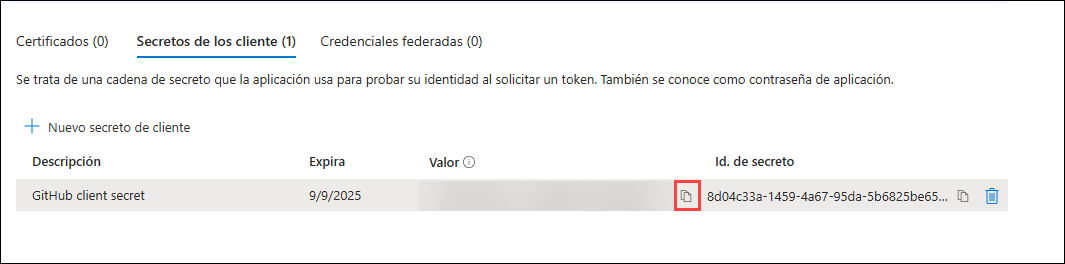 Certificados (0) Secretos de los cliente (1) Credenciales federadas (0)
Se trata de una cadena de secreto que la aplicación usa para probar su identidad al solicitar un token. También se conoce como contraseña de aplicación.
Nuevo secreto de cliente
Descripción Expira Valor Id. de secreto
GitHub client secret 9/9/2025 8d04c33a-1459-4a67-95da-5b6825be65...